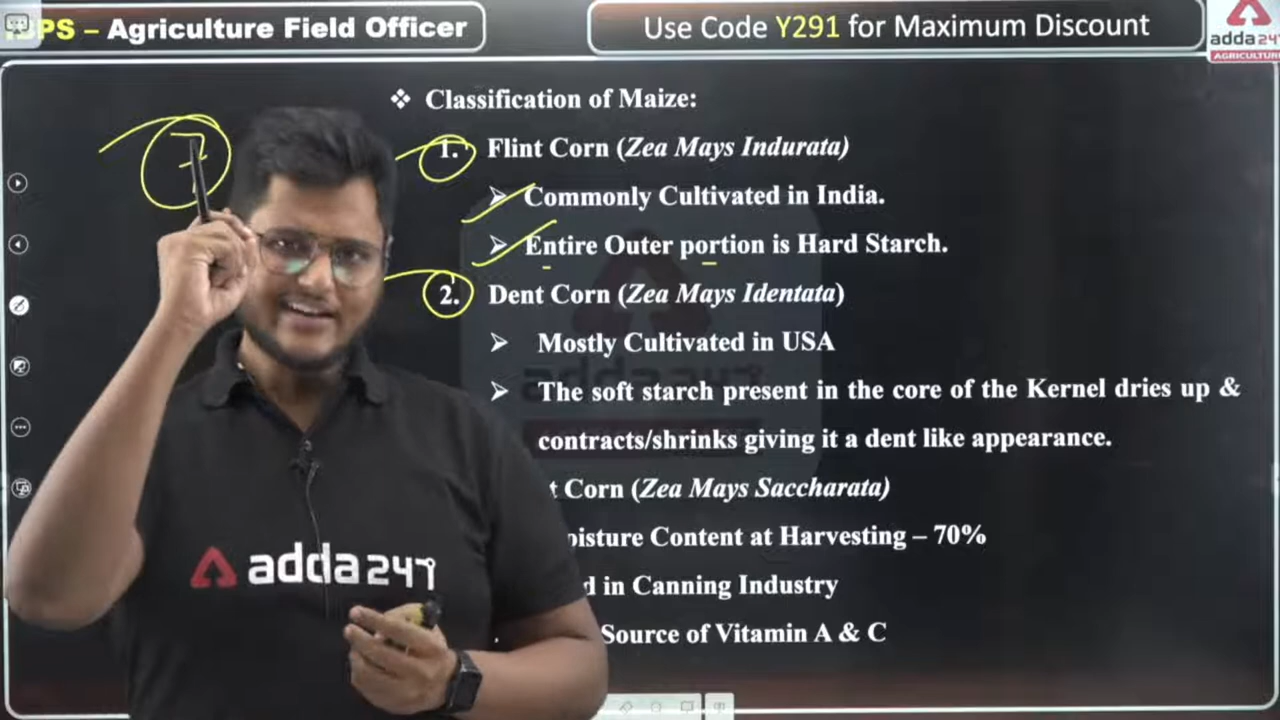 IBPS – Agriculture Field Officer
Use Code Y291 for Maximum Discount
adda247
AGRICULTURE
❖ Classification of Maize:
7
1. Flint Corn (Zea Mays Indurata)
➤ Commonly Cultivated in India.
➤ Entire Outer portion is Hard Starch.
2. Dent Corn (Zea Mays Identata)
➤ Mostly Cultivated in USA
➤ The soft starch present in the core of the Kernel dries up &
contracts/shrinks giving it a dent like appearance.
t Corn (Zea Mays Saccharata)
oisture Content at Harvesting – 70%
d in Canning Industry
Source of Vitamin A & C
adda247